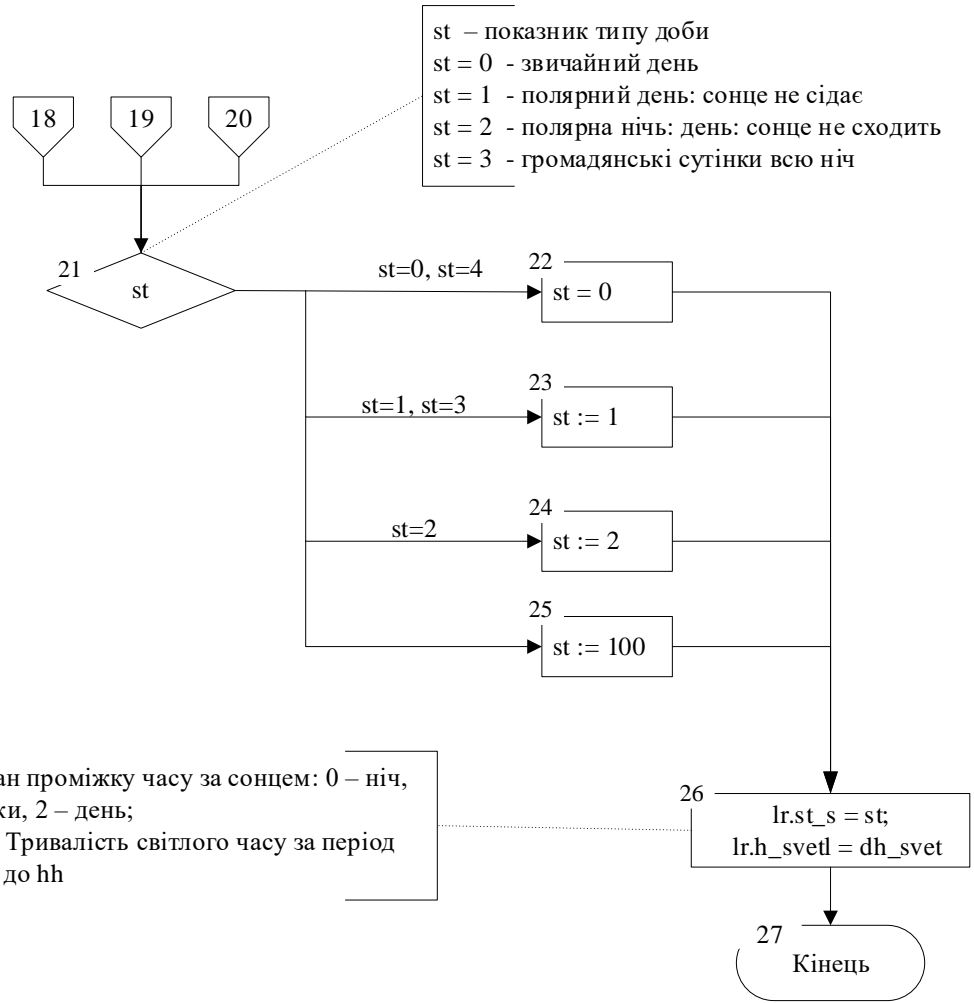 st – показник типу доби
st = 0 - звичайний день
st = 1 - полярний день: сонце не сідає
st = 2 - полярна нічь: день: сонце не сходить
st = 3 - громадянські сутінки всю ніч
18 19 20
21
st
st=0, st=4
22
st = 0
23
st=1, st=3
st := 1
24
st=2
st := 2
25
st := 100
ан проміжку часу за сонцем: 0 – ніч,
ки, 2 – день;
Тривалість світлого часу за період
до hh
26
lr.st_s = st;
lr.h_svetl = dh_svet
27
Кінець